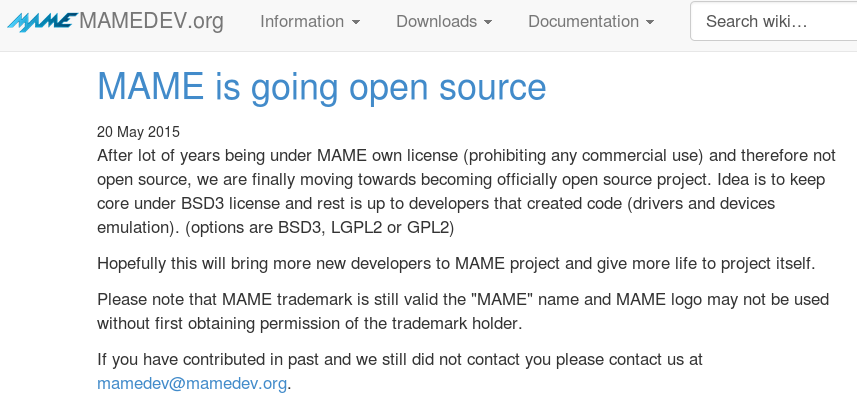 MAME MAMEDEV.org Information Downloads Documentation Search wiki...
MAME is going open source
20 May 2015
After lot of years being under MAME own license (prohibiting any commercial use) and therefore not
open source, we are finally moving towards becoming officially open source project. Idea is to keep
core under BSD3 license and rest is up to developers that created code (drivers and devices
emulation). (options are BSD3, LGPL2 or GPL2)
Hopefully this will bring more new developers to MAME project and give more life to project itself.
Please note that MAME trademark is still valid the "MAME" name and MAME logo may not be used
without first obtaining permission of the trademark holder.
If you have contributed in past and we still did not contact you please contact us at
mamedev@mamedev.org.